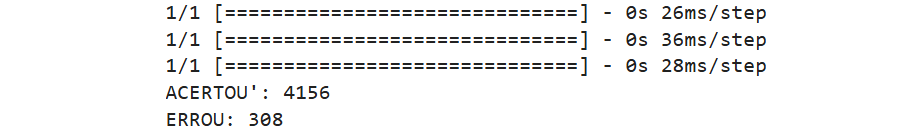 1/1 [==============================] - 0s 26ms/step
1/1 [==============================] - 0s 36ms/step
1/1 [==============================] - 0s 28ms/step
ACERTOU': 4156
ERROU: 308